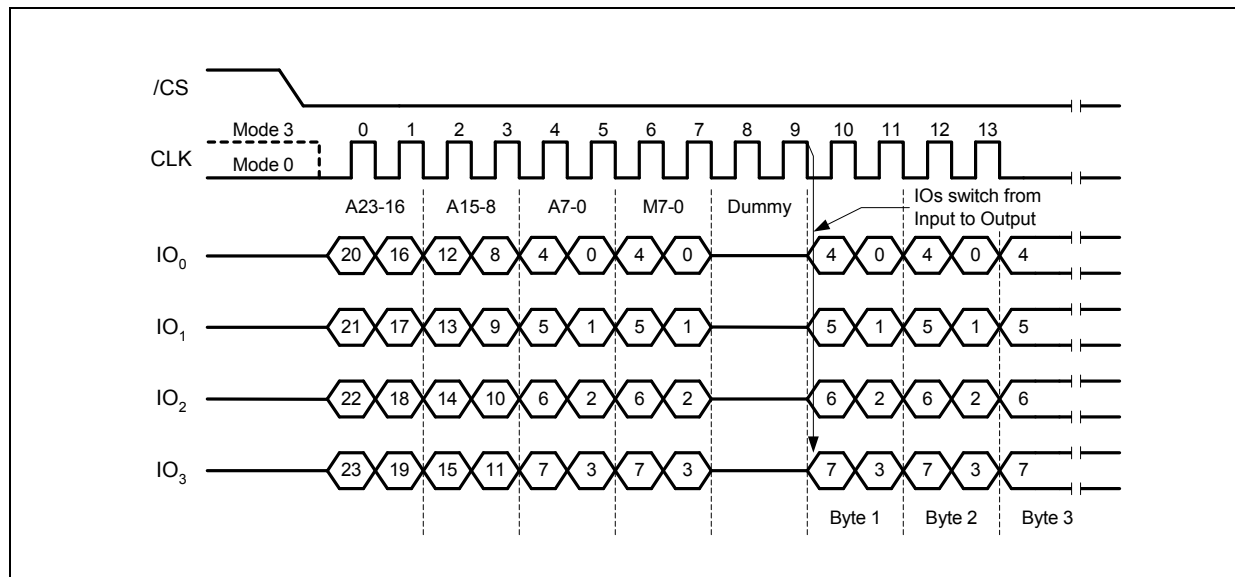 /CS
Mode 3 0 1 2 3 4 5 6 7 8 9 10 11 12 13
CLK
Mode 0
A23-16 A15-8 A7-0 M7-0 Dummy
IOs switch from
Input to Output
IO0 20 16 12 8 4 0 4 0 4 0 4 0 4
IO1 21 17 13 9 5 1 5 1 5 1 5 1 5
IO2 22 18 14 10 6 2 6 2 6 2 6 2 6
IO3 23 19 15 11 7 3 7 3 7 3 7 3 7
Byte 1 Byte 2 Byte 3